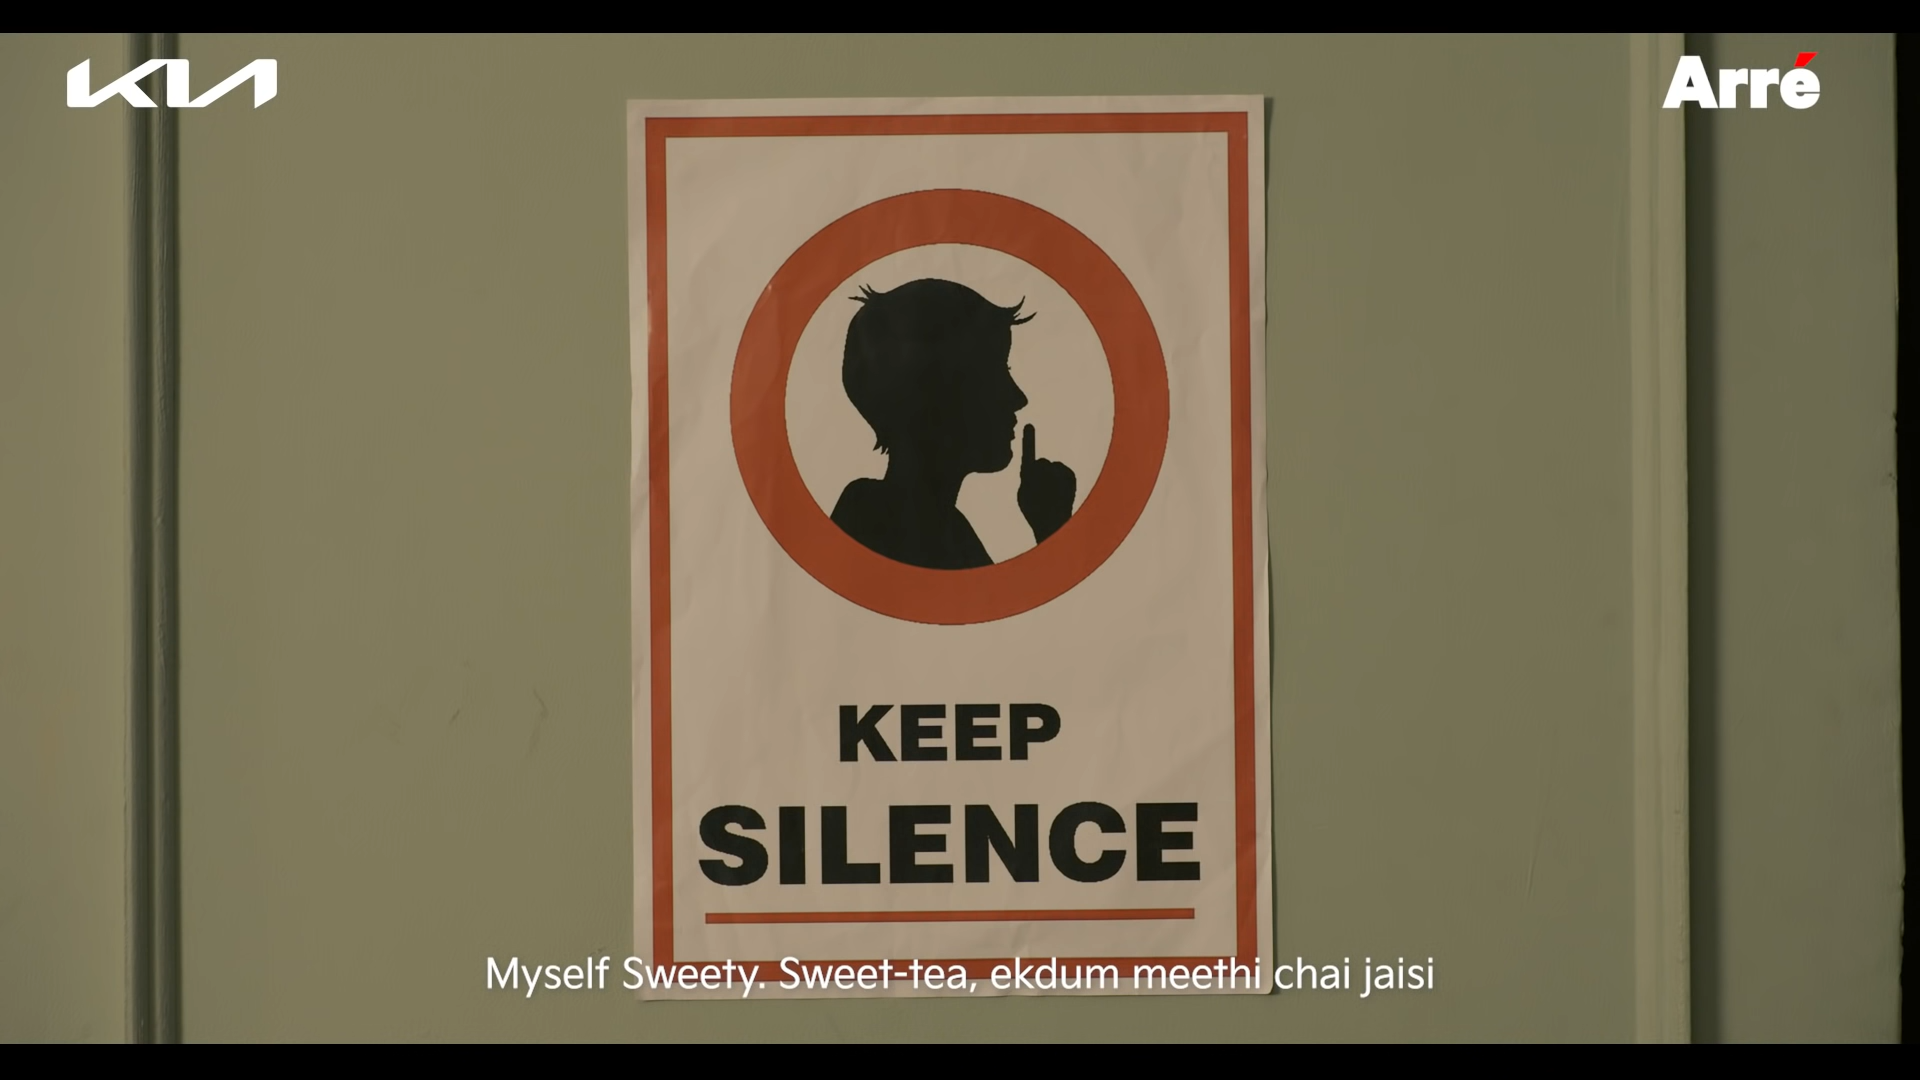 KIA
Arré
KEEP
SILENCE
Myself Sweety. Sweet-tea, ekdum meethi chai jaisi